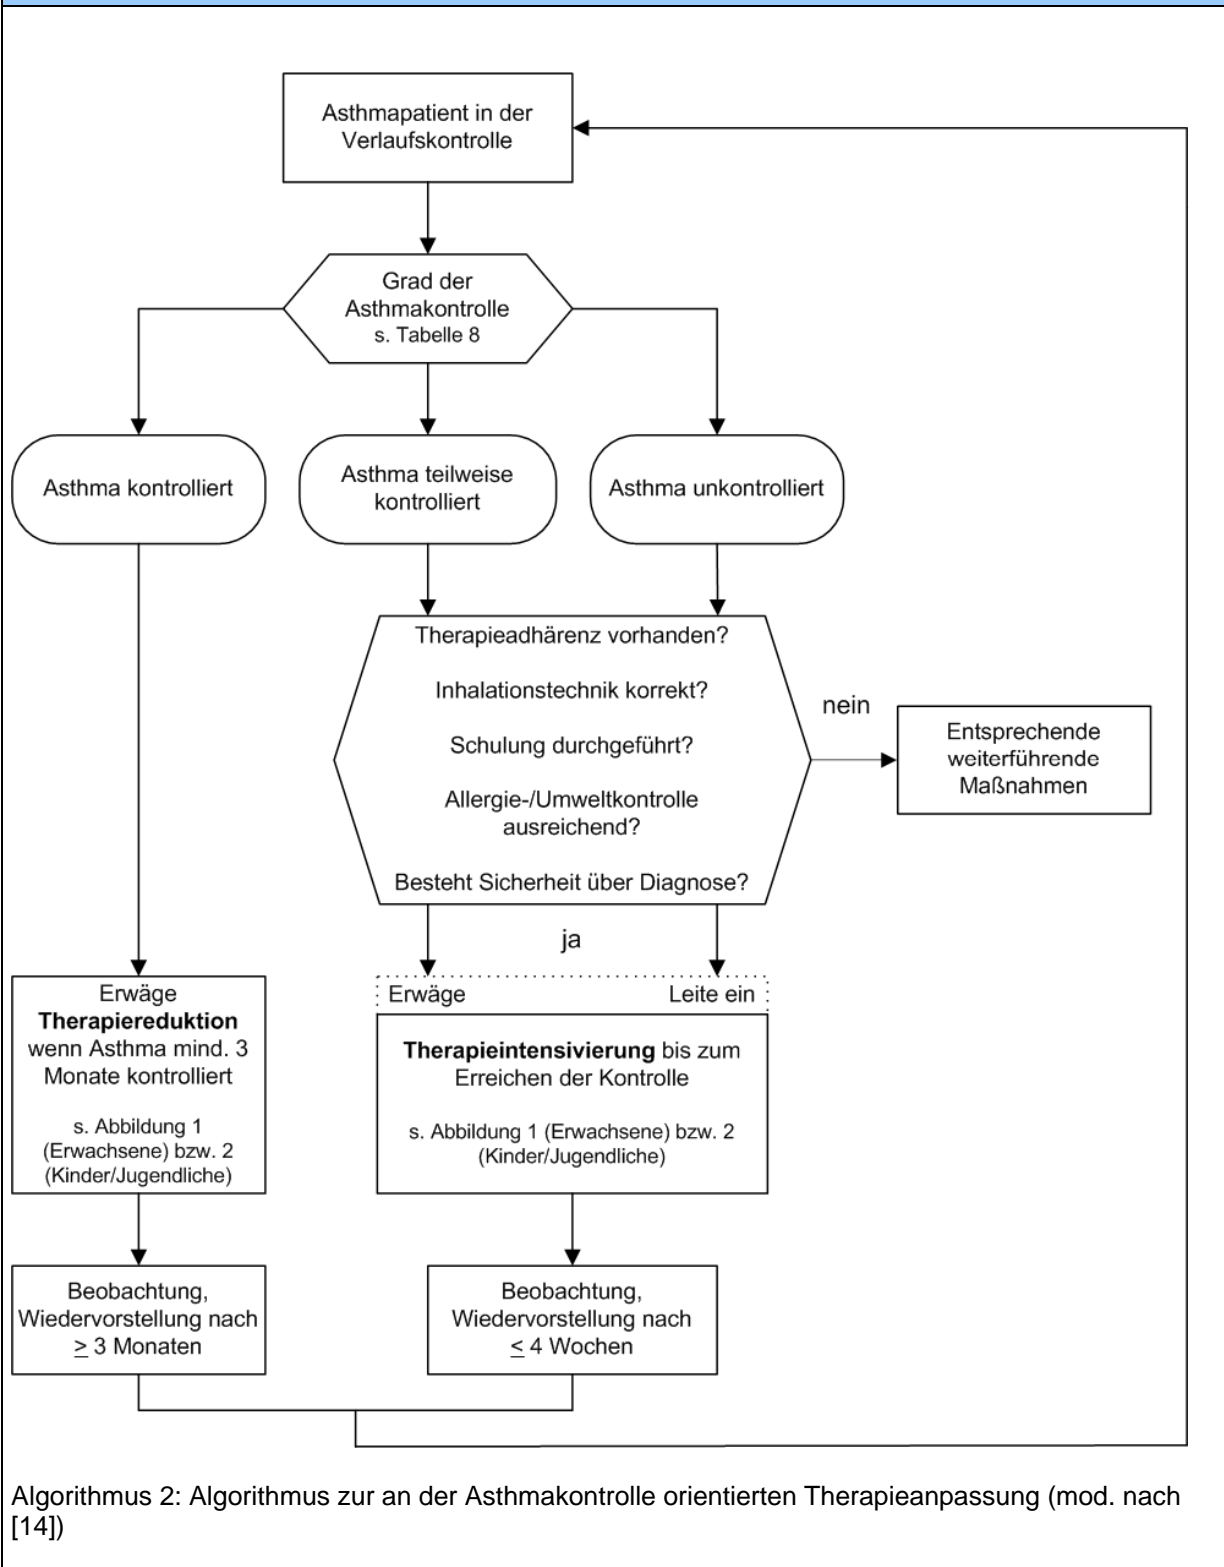 Asthmapatient in der
Verlaufskontrolle
Grad der
Asthmakontrolle
s. Tabelle 8
Asthma kontrolliert
Asthma teilweise
kontrolliert
Asthma unkontrolliert
Therapieadhärenz vorhanden?
Inhalationstechnik korrekt?
Schulung durchgeführt?
Allergie-/Umweltkontrolle
ausreichend?
Besteht Sicherheit über Diagnose?
nein
Entsprechende
weiterführende
Maßnahmen
ja
Erwäge
Therapiereduktion
wenn Asthma mind. 3
Monate kontrolliert
s. Abbildung 1
(Erwachsene) bzw. 2
(Kinder/Jugendliche)
Erwäge Leite ein
Therapieintensivierung bis zum
Erreichen der Kontrolle
s. Abbildung 1 (Erwachsene) bzw. 2
(Kinder/Jugendliche)
Beobachtung,
Wiedervorstellung nach
≥ 3 Monaten
Beobachtung,
Wiedervorstellung nach
≤ 4 Wochen
Algorithmus 2: Algorithmus zur an der Asthmakontrolle orientierten Therapieanpassung (mod. nach
[14])